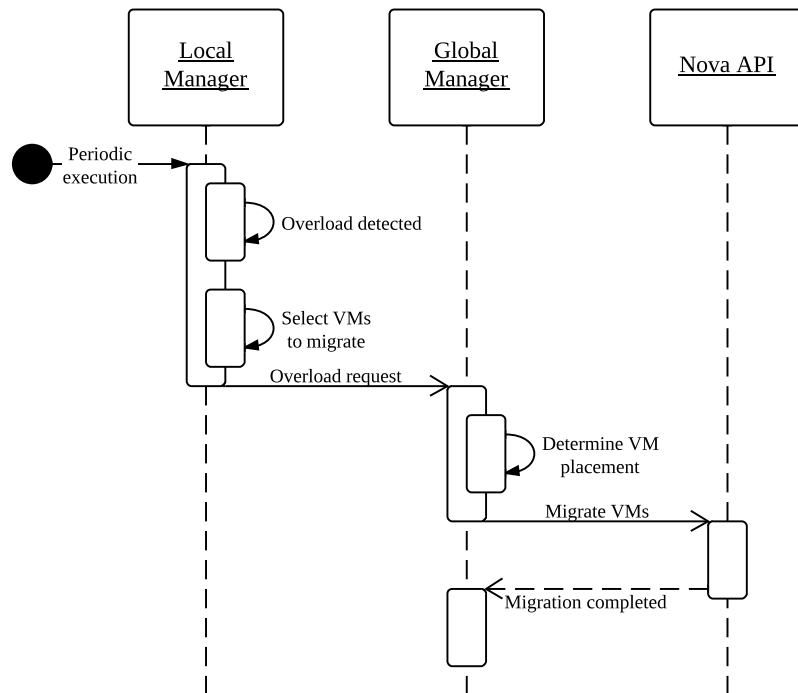 Local
Manager
Global
Manager
Nova API
Periodic
execution
Overload detected
Select VMs
to migrate
Overload request
Determine VM
placement
Migrate VMs
Migration completed